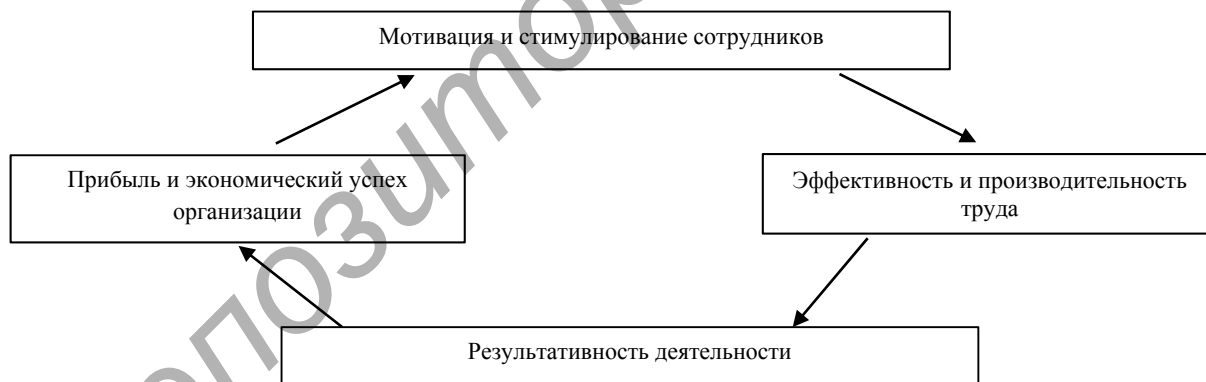 Мотивация и стимулирование сотрудников
Прибыль и экономический успех
организации
Эффективность и производительность
труда
Результативность деятельности